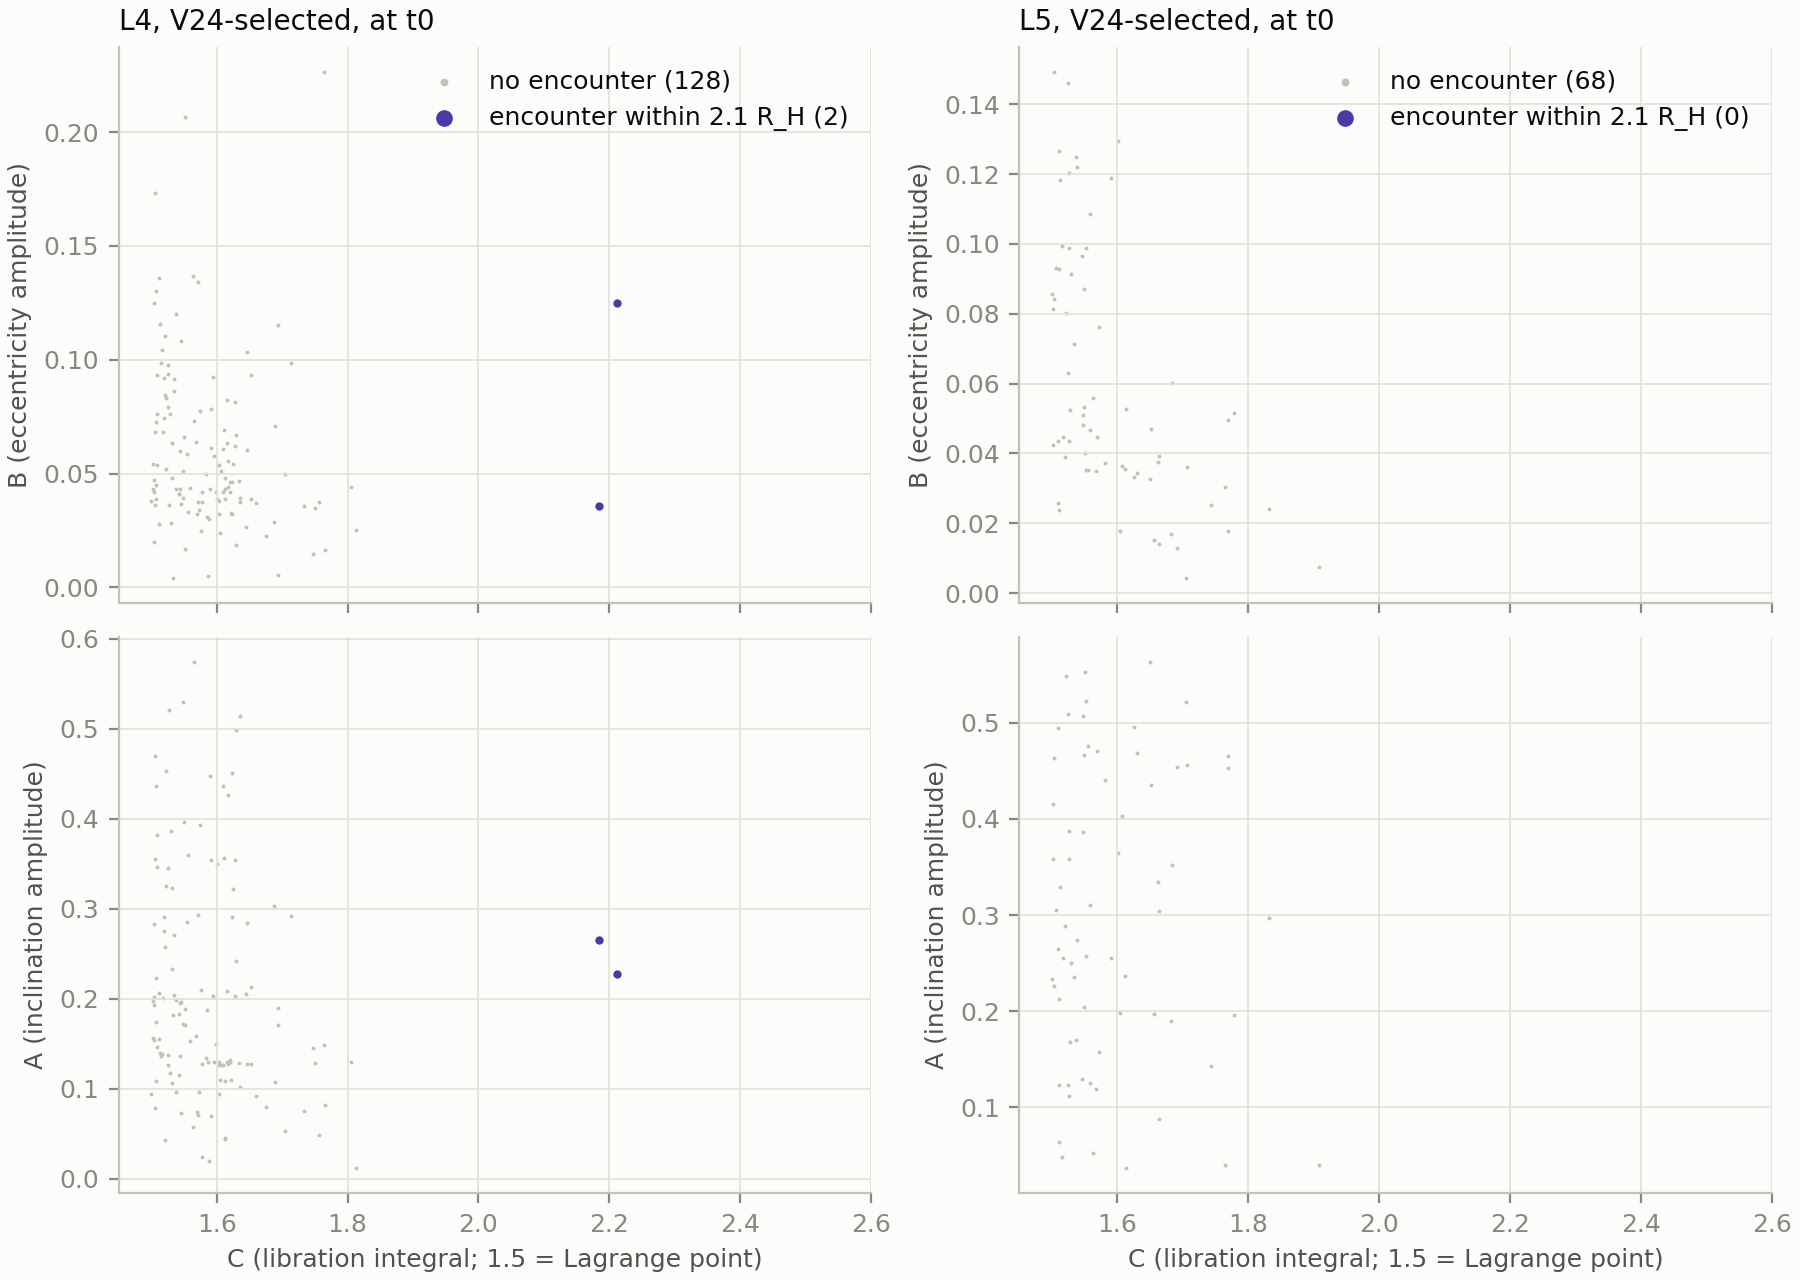 L4, V24-selected, at t0
no encounter (128)
encounter within 2.1 R_H (2)
B (eccentricity amplitude)
0.20
0.15
0.10
0.05
0.00
L5, V24-selected, at t0
no encounter (68)
encounter within 2.1 R_H (0)
B (eccentricity amplitude)
0.14
0.12
0.10
0.08
0.06
0.04
0.02
0.00
A (inclination amplitude)
0.6
0.5
0.4
0.3
0.2
0.1
0.0
1.6 1.8 2.0 2.2 2.4 2.6
C (libration integral; 1.5 = Lagrange point)
A (inclination amplitude)
0.5
0.4
0.3
0.2
0.1
1.6 1.8 2.0 2.2 2.4 2.6
C (libration integral; 1.5 = Lagrange point)